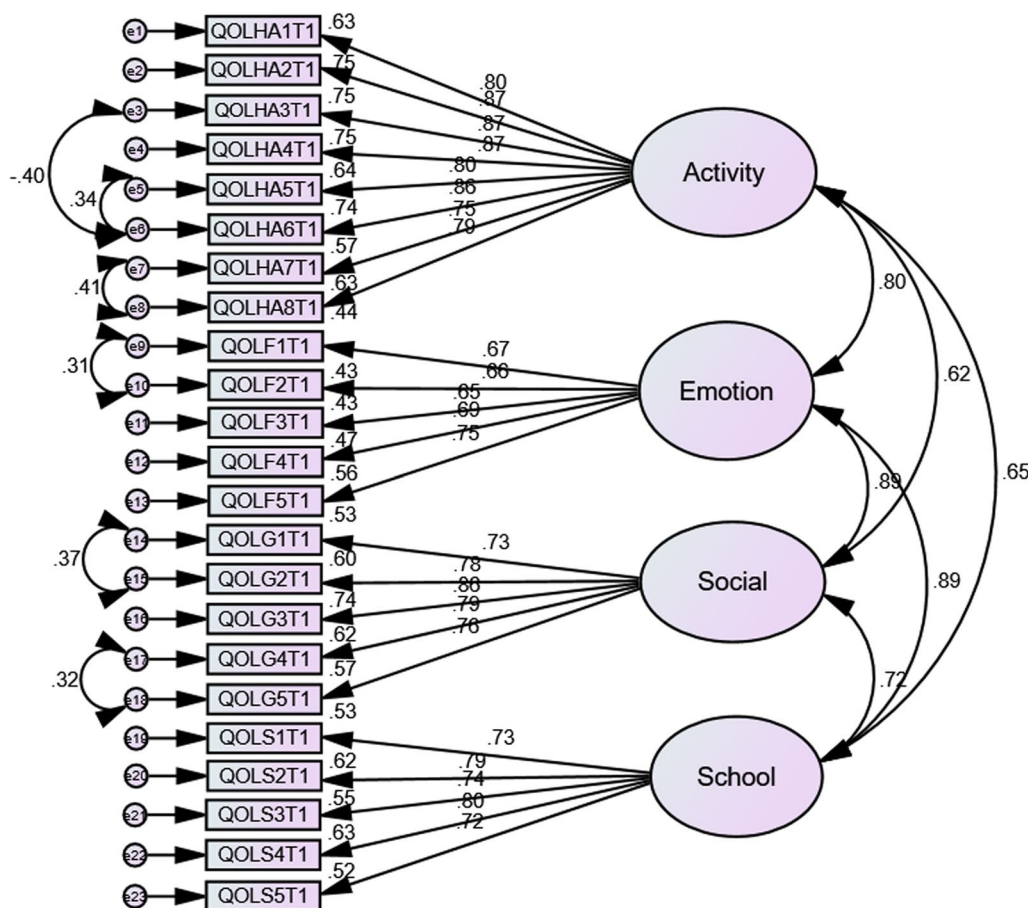 e1 QOLHA1T1 .63
e2 QOLHA2T1 .75
e3 QOLHA3T1 .75
e4 QOLHA4T1 .75
e5 QOLHA5T1 .64
e6 QOLHA6T1 .74
e7 QOLHA7T1 .57
e8 QOLHA8T1 .63
e9 QOLF1T1 .44
e10 QOLF2T1 .43
e11 QOLF3T1 .43
e12 QOLF4T1 .47
e13 QOLF5T1 .56
e14 QOLG1T1 .53
e15 QOLG2T1 .60
e16 QOLG3T1 .74
e17 QOLG4T1 .62
e18 QOLG5T1 .57
e19 QOLS1T1 .53
e20 QOLS2T1 .62
e21 QOLS3T1 .55
e22 QOLS4T1 .63
e23 QOLS5T1 .52
-.40
.34
.41
.31
.37
.32
.80
.87
.87
.87
.80
.86
.75
.79
.67
.66
.65
.69
.75
.73
.78
.86
.79
.76
.73
.79
.74
.80
.72
Activity
Emotion
Social
School
.80
.62
.65
.89
.89
.72